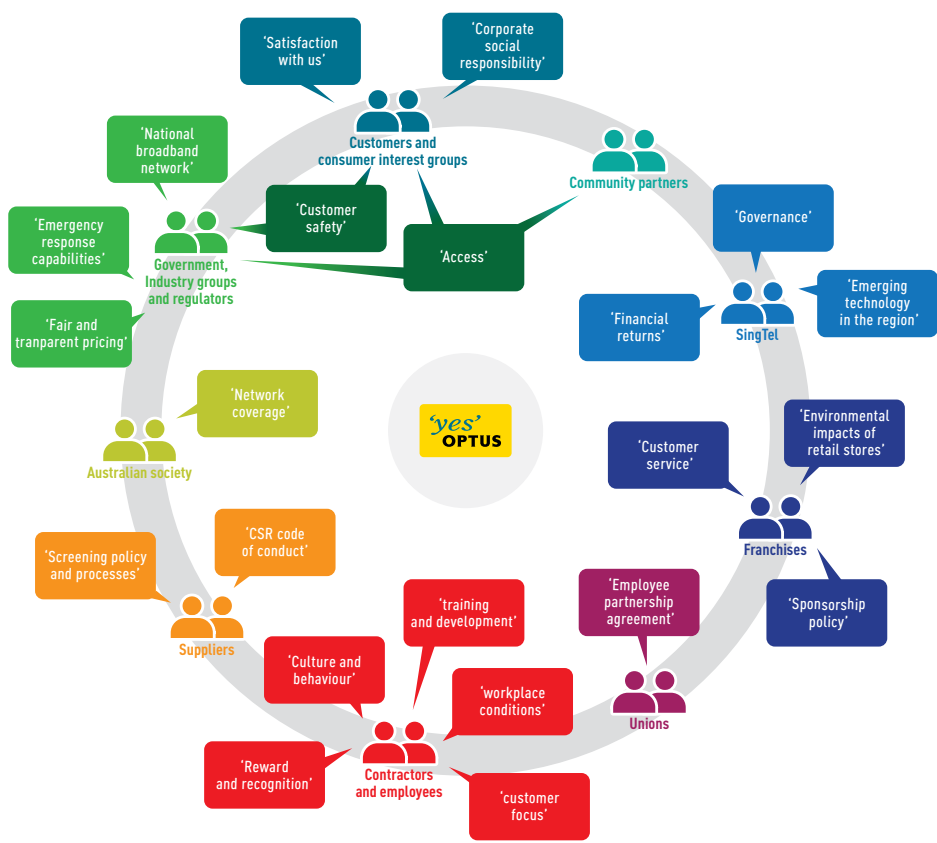 ‘Satisfaction
with us’
‘Corporate
social
responsibility’
Customers and
consumer interest groups
‘National
broadband
network’
Community partners
‘Customer
safety’
‘Access’
‘Emergency
response
capabilities’
Government,
Industry groups
and regulators
‘Fair and
tranparent pricing’
‘Governance’
‘Financial
returns’
‘Emerging
technology
in the region’
SingTel
‘Network
coverage’
Australian society
‘yes’
OPTUS
‘Customer
service’
‘Environmental
impacts of
retail stores’
Franchises
‘Sponsorship
policy’
‘Screening policy
and processes’
‘CSR code
of conduct’
Suppliers
‘Employee
partnership
agreement’
Unions
‘training
and development’
‘Culture and
behaviour’
‘workplace
conditions’
‘Reward
and recognition’
Contractors
and employees
‘customer
focus’